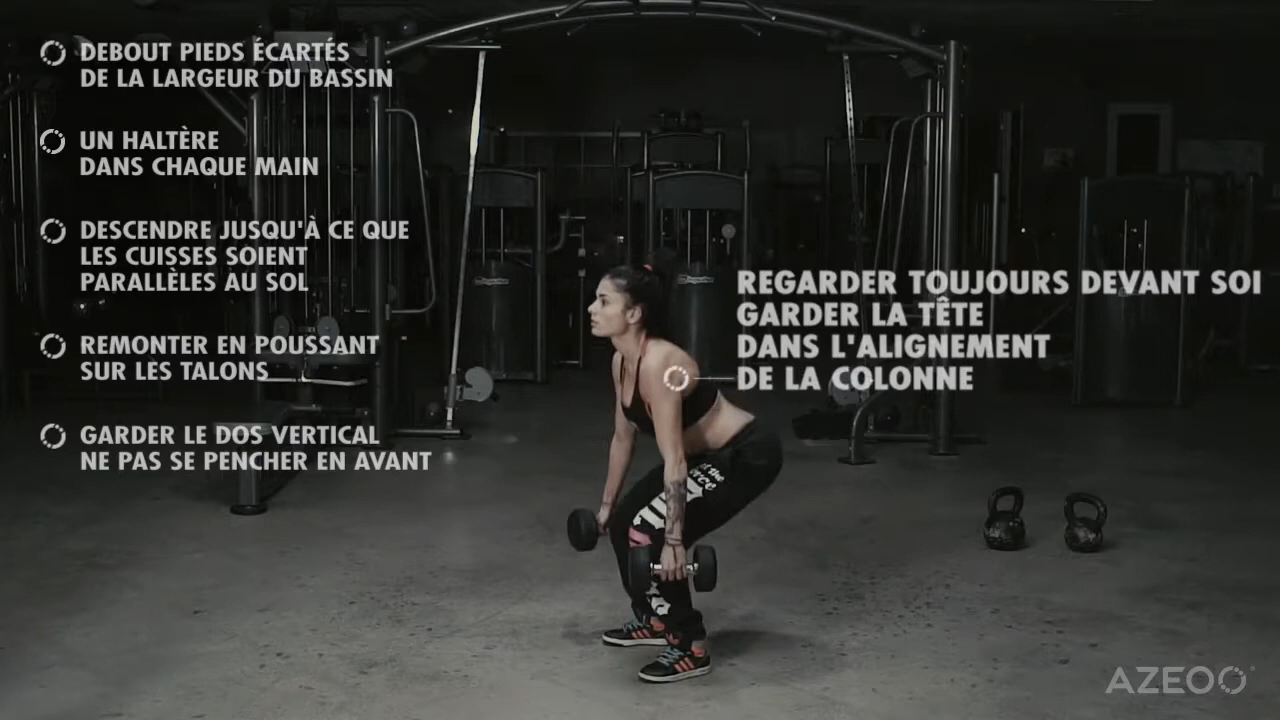 DEBOUT PIEDS ÉCARTÉS
DE LA LARGEUR DU BASSIN
UN HALTÈRE
DANS CHAQUE MAIN
DESCENDRE JUSQU'À CE QUE
LES CUISSES SOIENT
PARALLÈLES AU SOL
REMONTER EN POUSSANT
SUR LES TALONS
GARDER LE DOS VERTICAL
NE PAS SE PENCHER EN AVANT
REGARDER TOUJOURS DEVANT SOI
GARDER LA TÊTE
DANS L'ALIGNEMENT
DE LA COLONNE
AZEOO